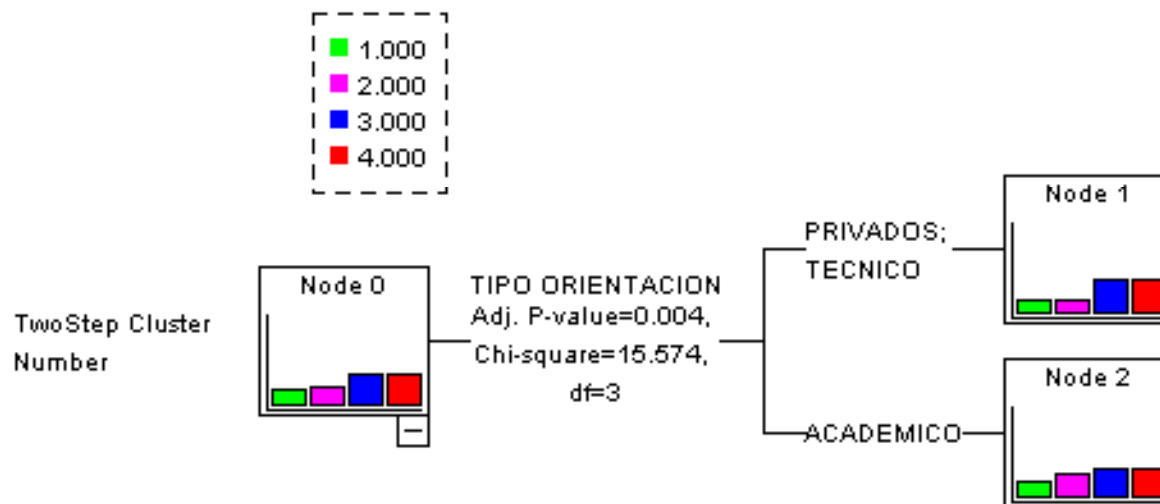 1.000
2.000
3.000
4.000
TwoStep Cluster
Number
Node 0
TIPO ORIENTACION
Adj. P-value=0.004,
Chi-square=15.574,
df=3
PRIVADOS;
TECNICO
Node 1
ACADEMICO
Node 2